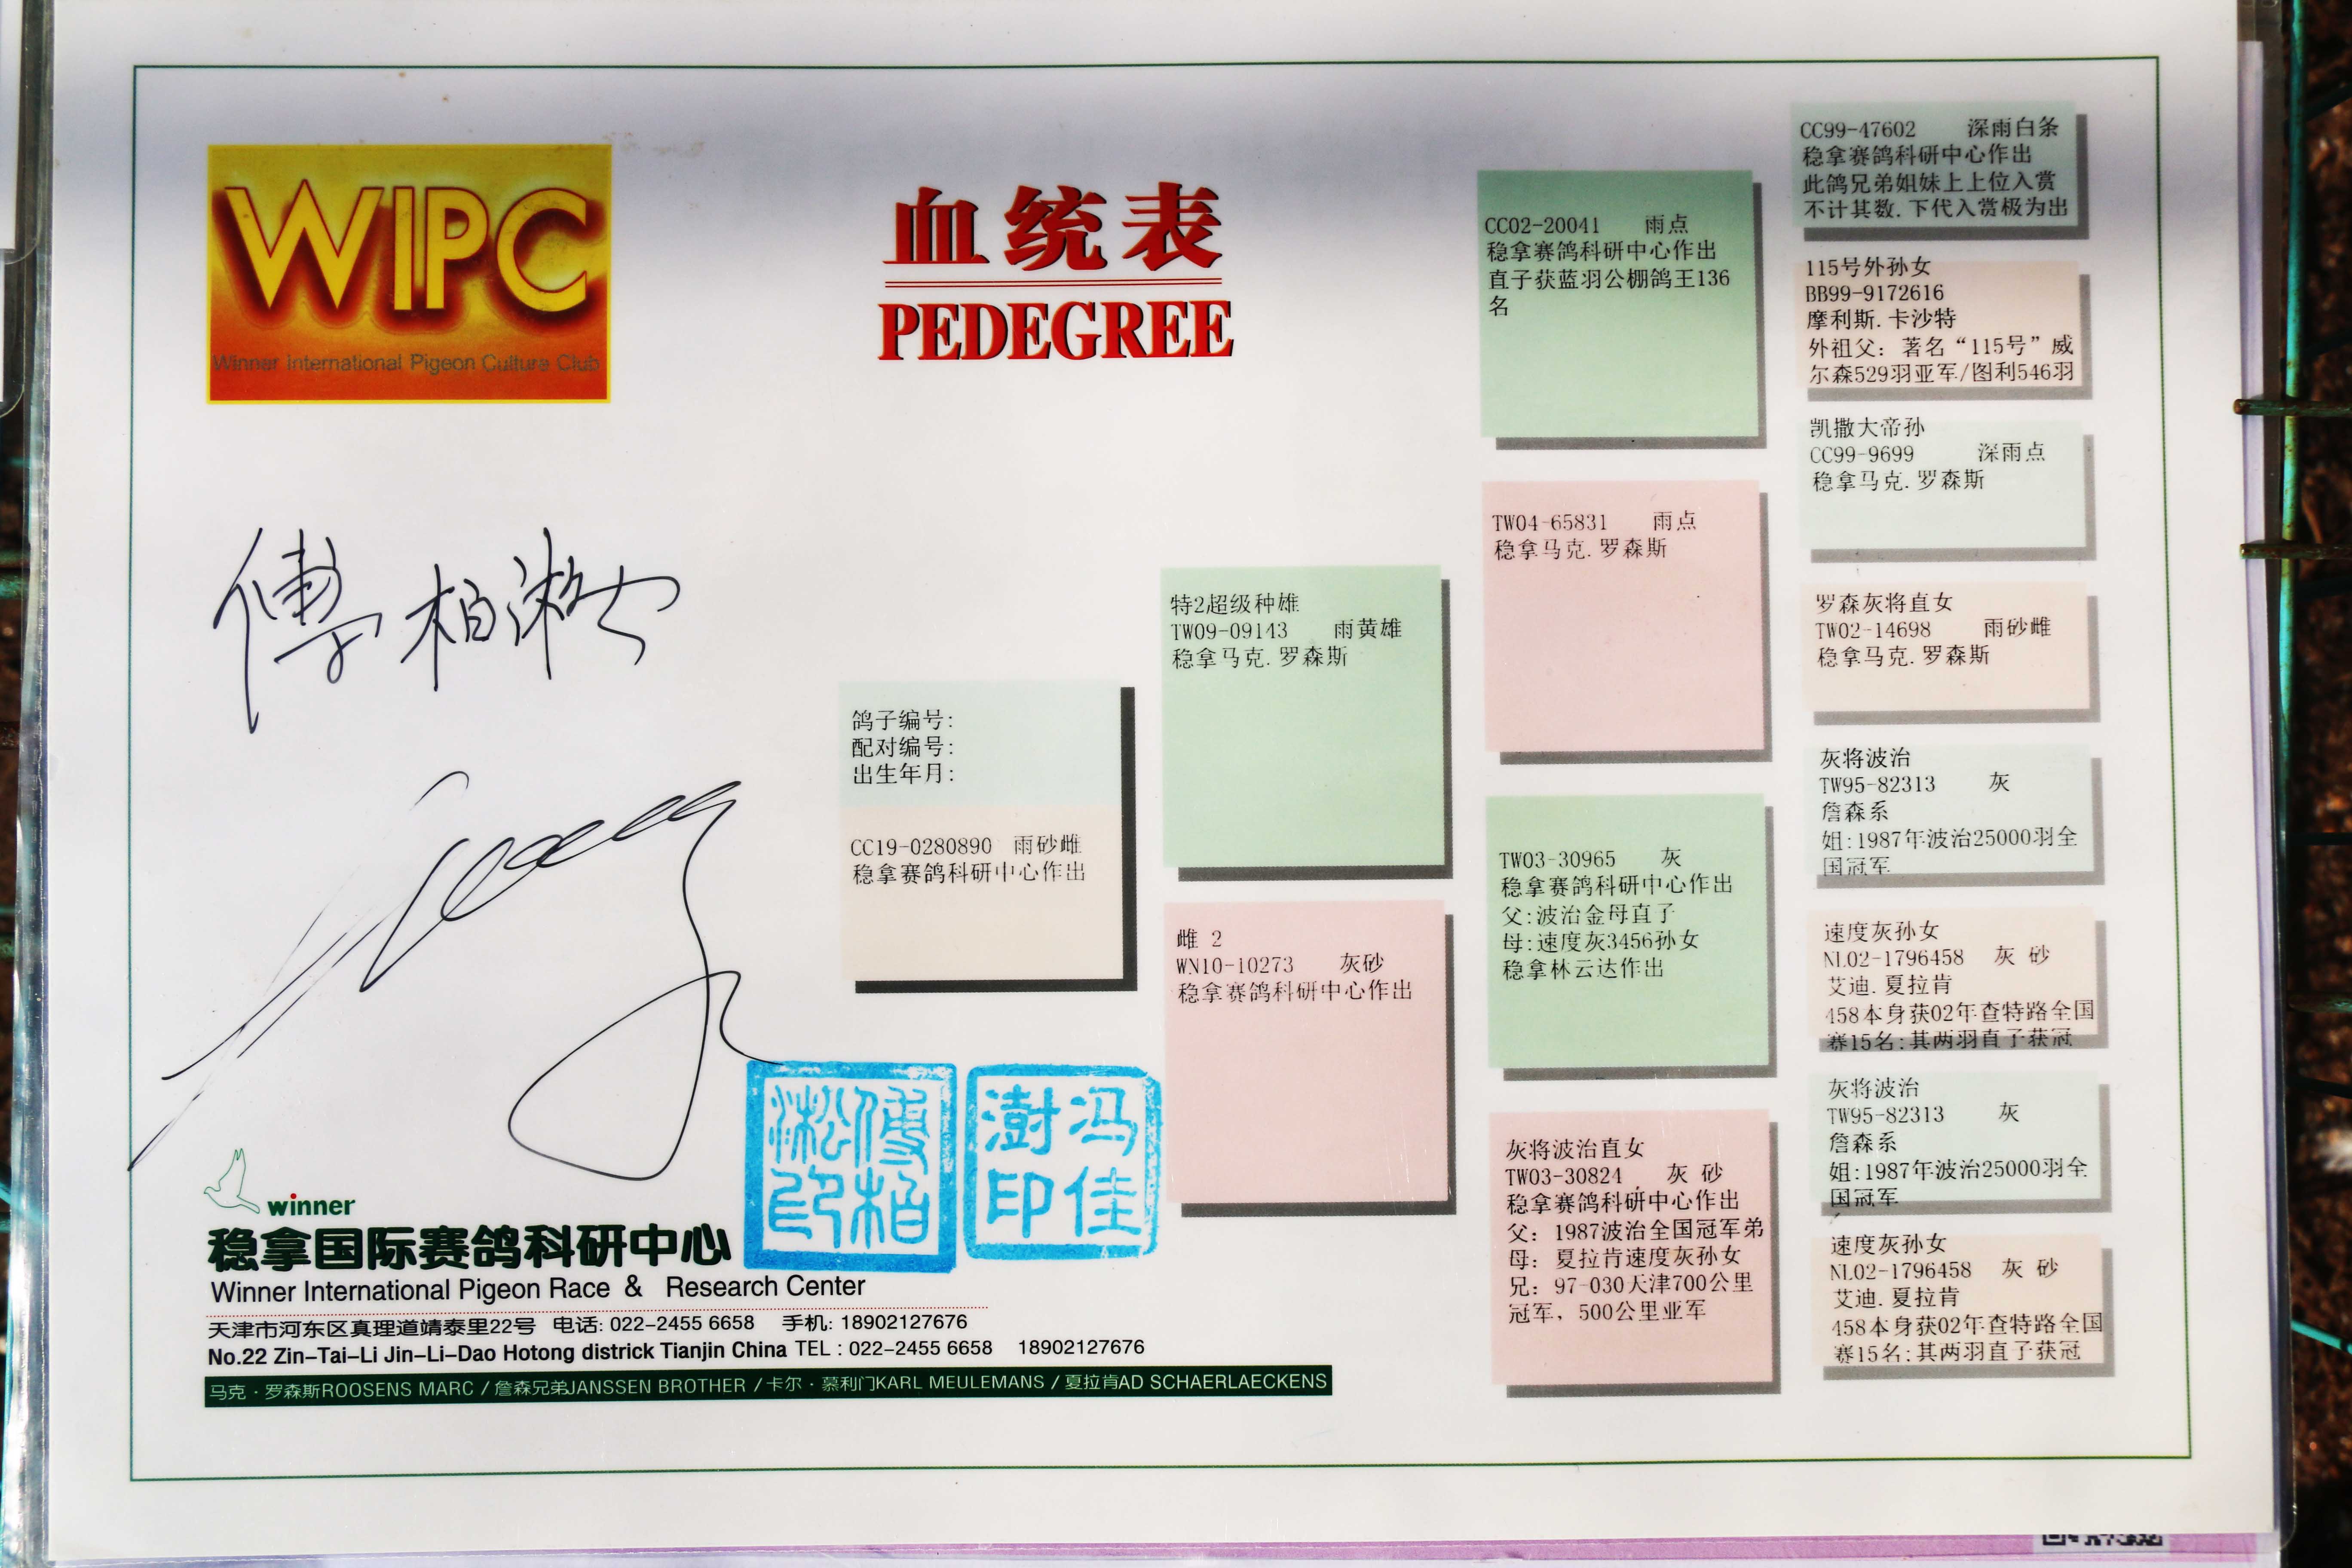 WIPC
Winner International Pigeon Culture Club
血统表
PEDEGREE
傅柏淞
鸽子编号:
配对编号:
出生年月:
CC19-0280890 雨砂雌
稳拿赛鸽科研中心作出
特2超级种雄
TW09-09143 雨黄雄
稳拿马克.罗森斯
雌 2
WN10-10273 灰砂
稳拿赛鸽科研中心作出
CC02-20041 雨点
稳拿赛鸽科研中心作出
直子获蓝羽公棚鸽王136
名
TW04-65831 雨点
稳拿马克.罗森斯
TW03-30965 灰
稳拿赛鸽科研中心作出
父:波治金母直子
母:速度灰3456孙女
稳拿林云达作出
灰将波治直女
TW03-30824 灰 砂
稳拿赛鸽科研中心作出
父: 1987波治全国冠军弟
母: 夏拉肯速度灰孙女
兄: 97-030天津700公里
冠军, 500公里亚军
CC99-47602 深雨白条
稳拿赛鸽科研中心作出
此鸽兄弟姐妹上上位入赏
不计其数.下代入赏极为出
115号外孙女
BB99-9172616
摩利斯.卡沙特
外祖父: 著名“115号”威
尔森529羽亚军/图利546羽
凯撒大帝孙
CC99-9699 深雨点
稳拿马克.罗森斯
罗森灰将直女
TW02-14698 雨砂雌
稳拿马克.罗森斯
灰将波治
TW95-82313 灰
詹森系
姐:1987年波治25000羽全
国冠军
速度灰孙女
NL02-1796458 灰 砂
艾迪.夏拉肯
458本身获02年查特路全国
赛15名:其两羽直子获冠
灰将波治
TW95-82313 灰
詹森系
姐:1987年波治25000羽全
国冠军
速度灰孙女
NL02-1796458 灰 砂
艾迪.夏拉肯
458本身获02年查特路全国
赛15名:其两羽直子获冠
傅柏淞印
冯佳澍印
winner
稳拿国际赛鸽科研中心
Winner International Pigeon Race & Research Center
天津市河东区真理道靖泰里22号 电话: 022-2455 6658 手机: 18902127676
No.22 Zin-Tai-Li Jin-Li-Dao Hotong districk Tianjin China TEL : 022-2455 6658 18902127676
马克·罗森斯ROOSENS MARC / 詹森兄弟JANSSEN BROTHER / 卡尔·慕利门KARL MEULEMANS / 夏拉肯AD SCHAERLAECKENS